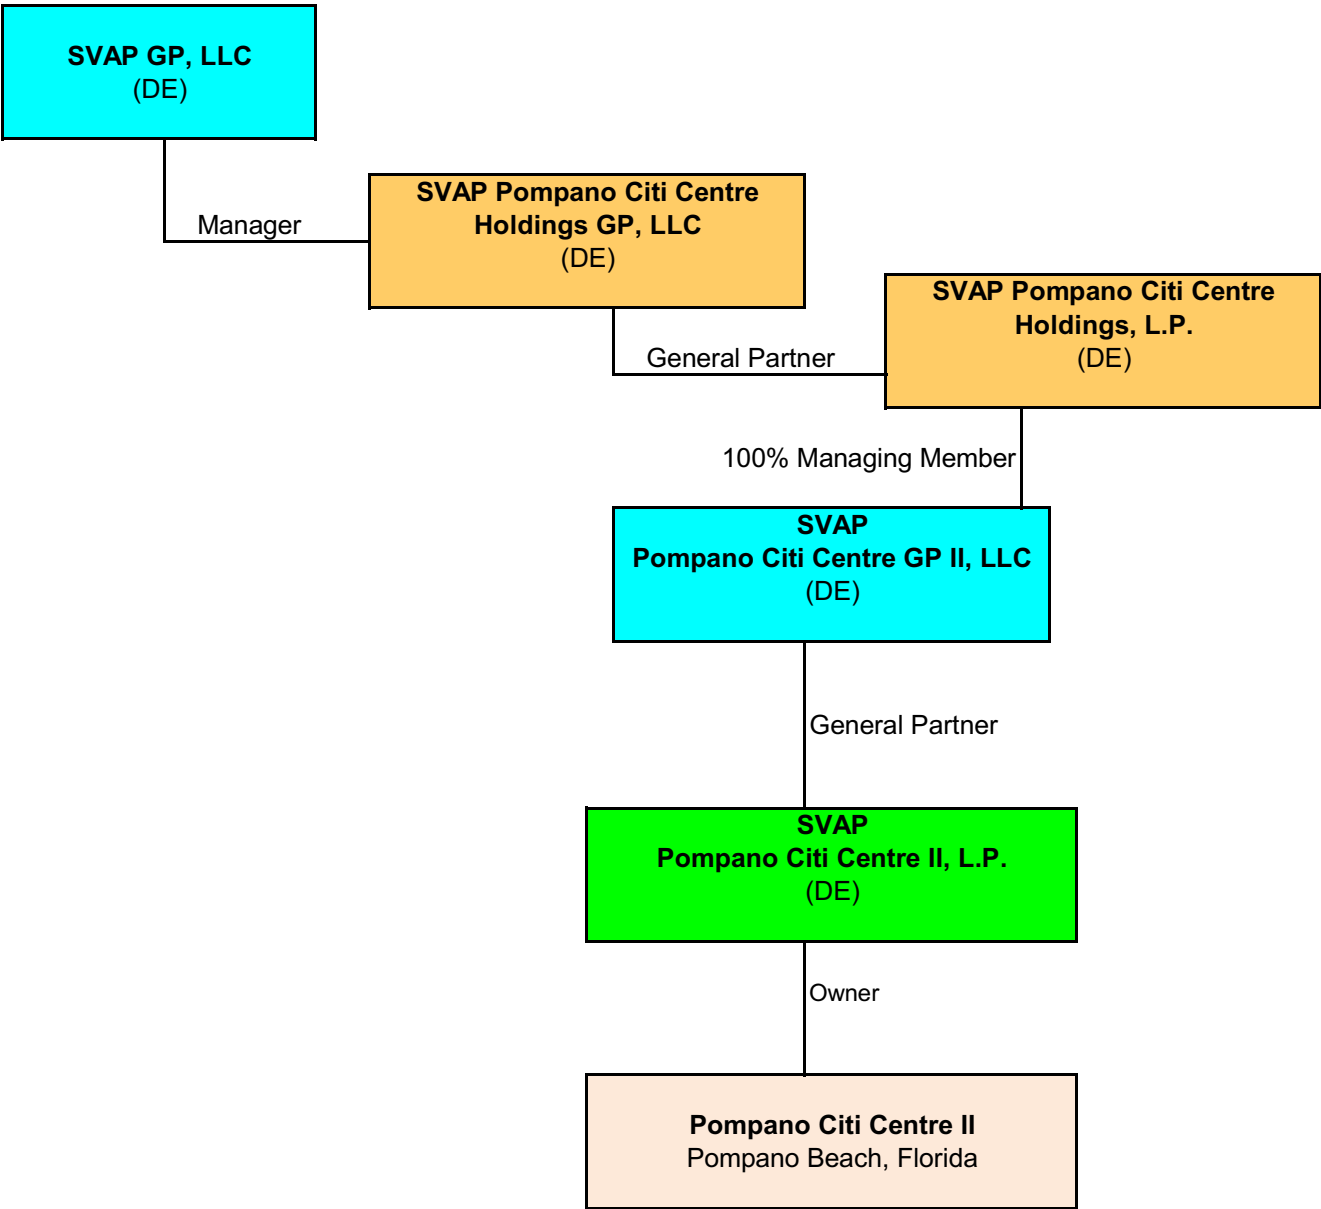 SVAP GP, LLC
(DE)
Manager
SVAP Pompano Citi Centre
Holdings GP, LLC
(DE)
General Partner
SVAP Pompano Citi Centre
Holdings, L.P.
(DE)
100% Managing Member
SVAP
Pompano Citi Centre GP II, LLC
(DE)
General Partner
SVAP
Pompano Citi Centre II, L.P.
(DE)
Owner
Pompano Citi Centre II
Pompano Beach, Florida